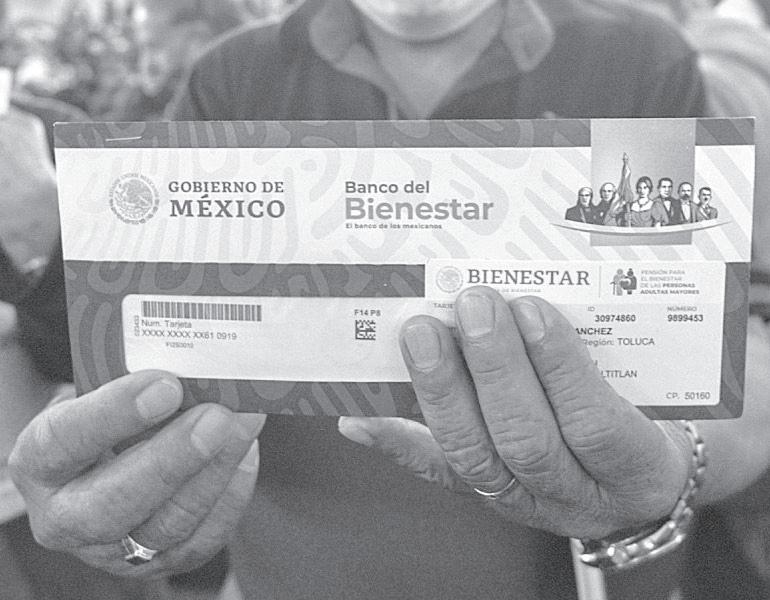 GOBIERNO DE
MÉXICO
Banco del
Bienestar
El banco de los mexicanos
BIENESTAR
PENSIÓN PARA
EL BIENESTAR
DE LAS PERSONAS
ADULTAS MAYORES
Num. Tarjeta
XXXX XXXX XX61 0919
F14 P8
ID
30974860
NÚMERO
9899453
ANCHEZ
Región: TOLUCA
LTITLAN
CP. 50160